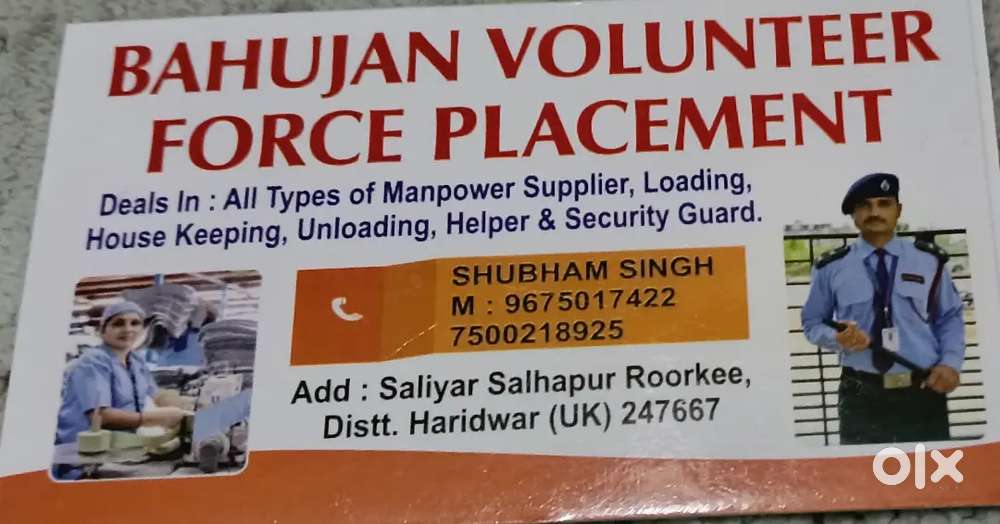 BAHUJAN VOLUNTEER
FORCE PLACEMENT
Deals In : All Types of Manpower Supplier, Loading,
House Keeping, Unloading, Helper & Security Guard.
SHUBHAM SINGH
M : 9675017422
7500218925
Add : Saliyar Salhapur Roorkee,
Distt. Haridwar (UK) 247667
olx